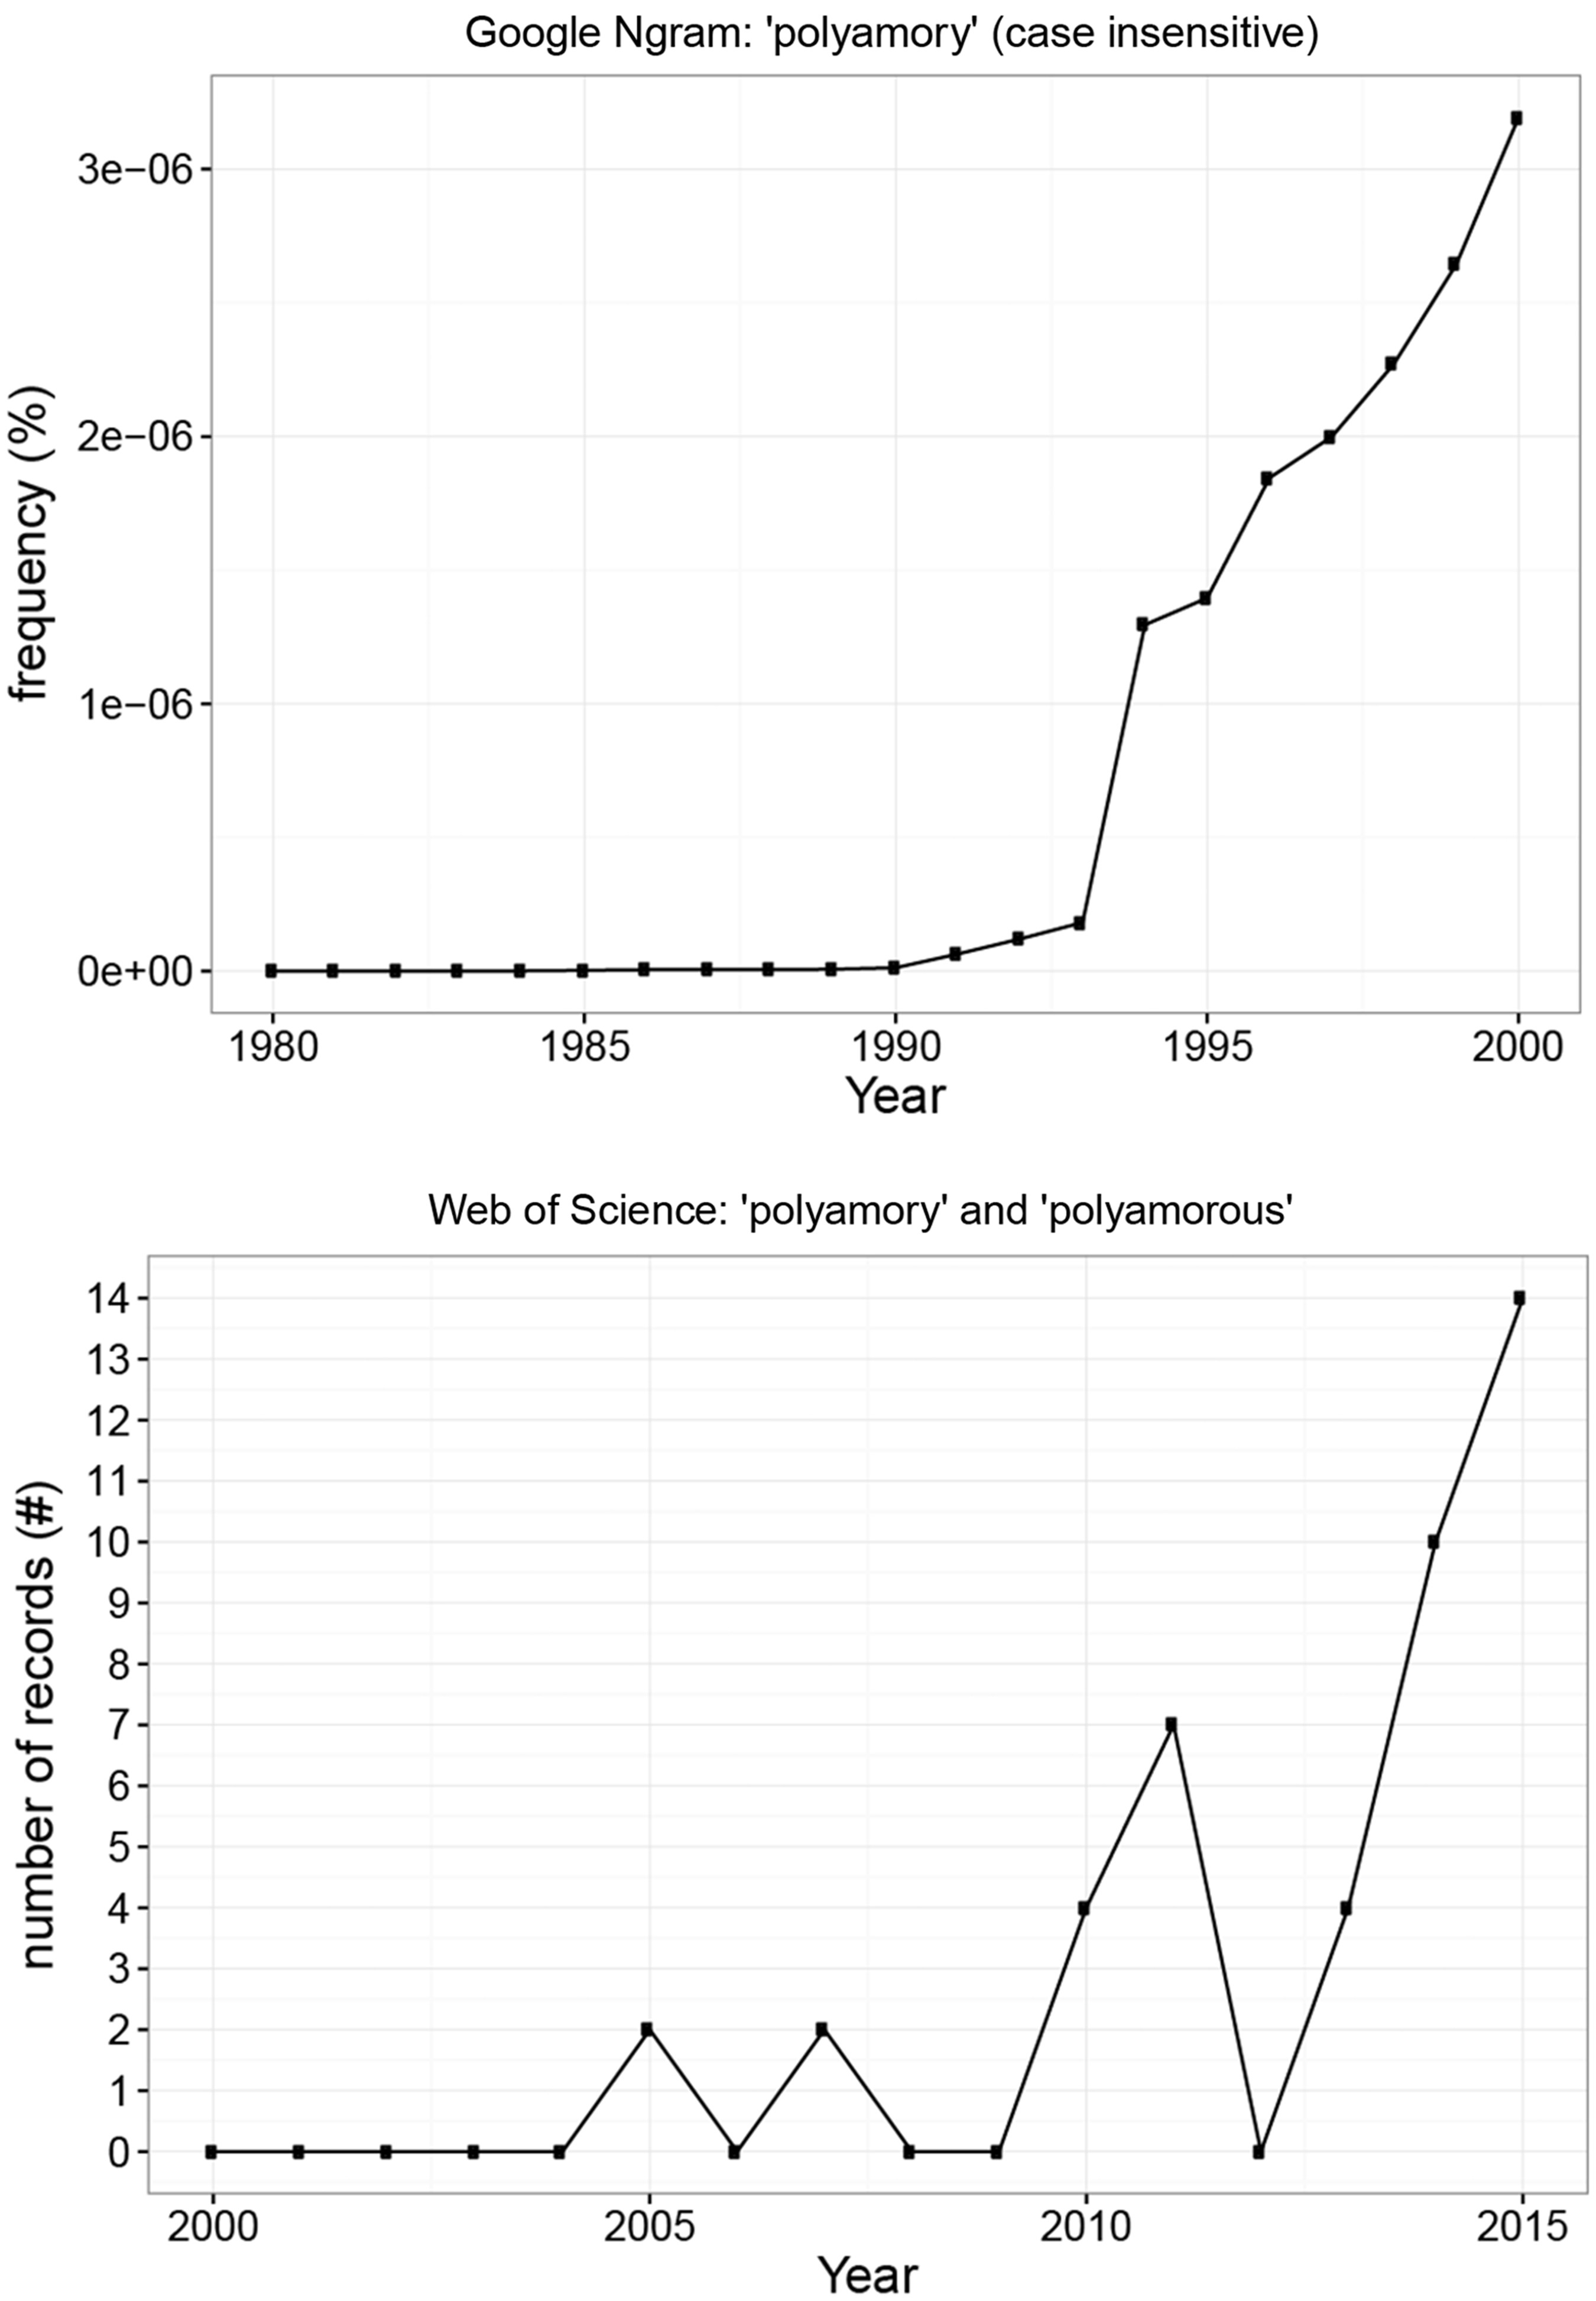 Google Ngram: 'polyamory' (case insensitive)
3e−06
2e−06
1e−06
0e+00
frequency (%)
1980 1985 1990 1995 2000
Year
Web of Science: 'polyamory' and 'polyamorous'
14
13
12
11
10
9
8
7
6
5
4
3
2
1
0
number of records (#)
2000 2005 2010 2015
Year